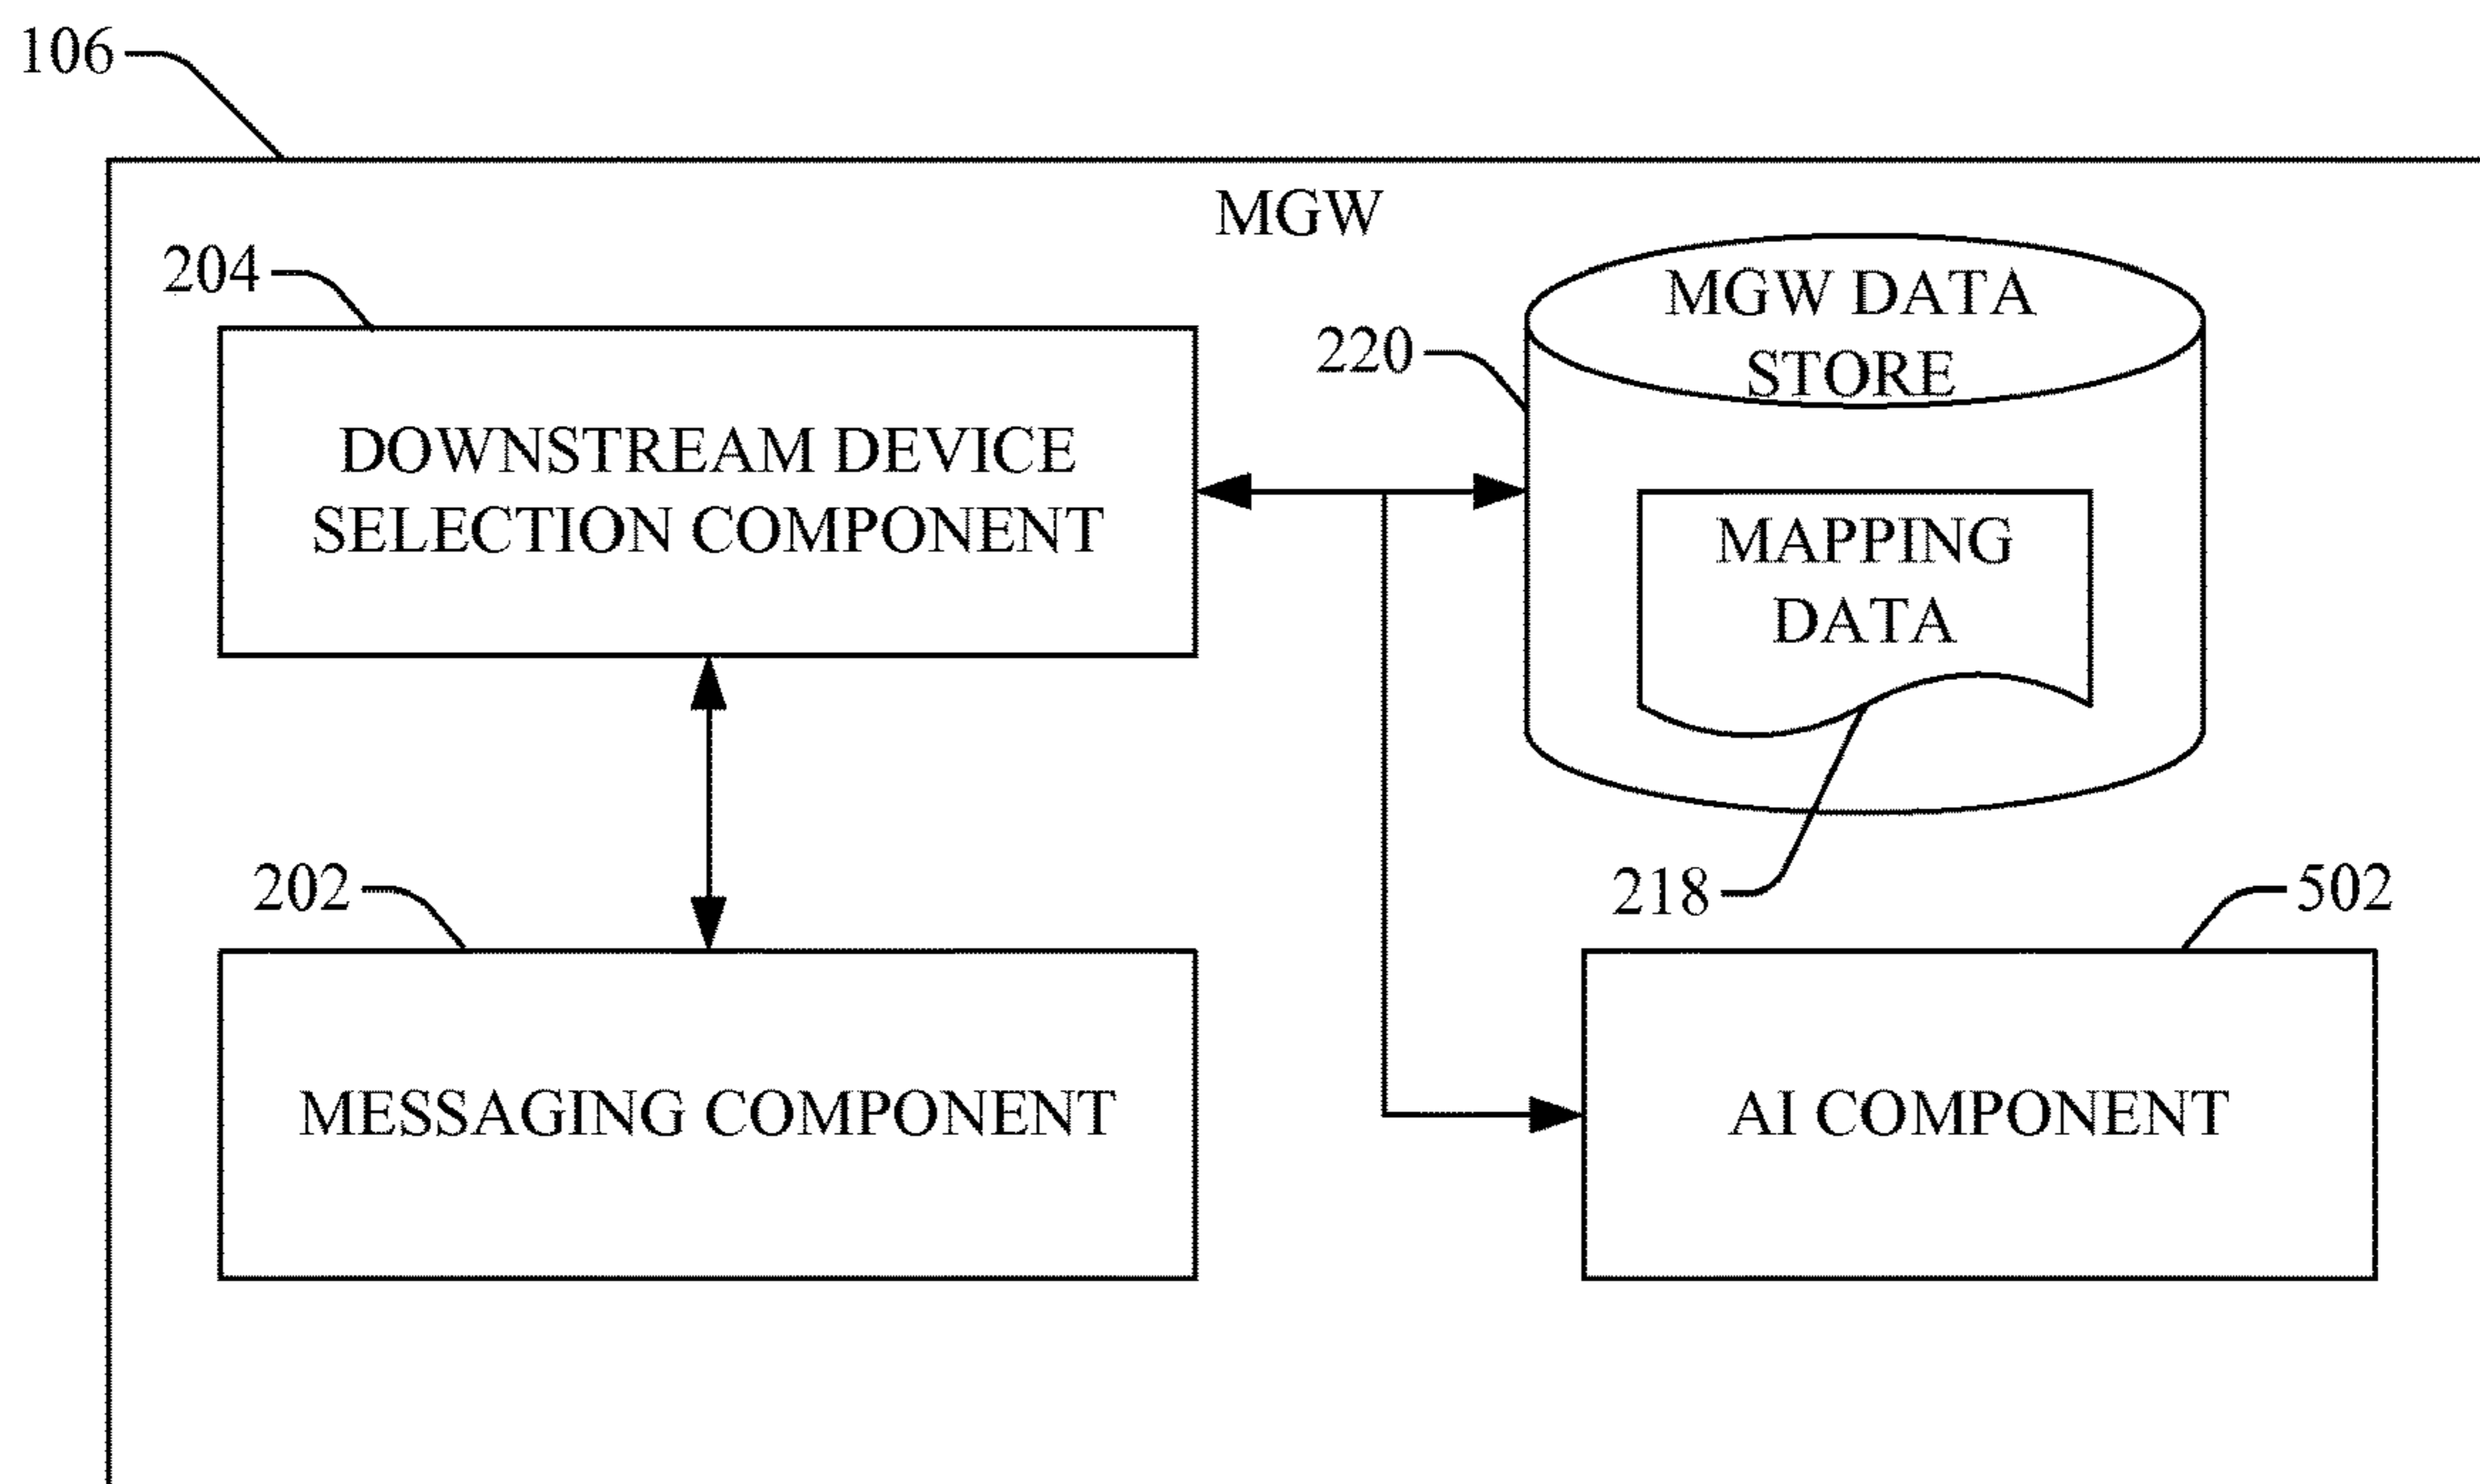 106
MGW
204
MGW DATA
STORE
220
DOWNSTREAM DEVICE
SELECTION COMPONENT
MAPPING
DATA
202
218
502
MESSAGING COMPONENT
AI COMPONENT